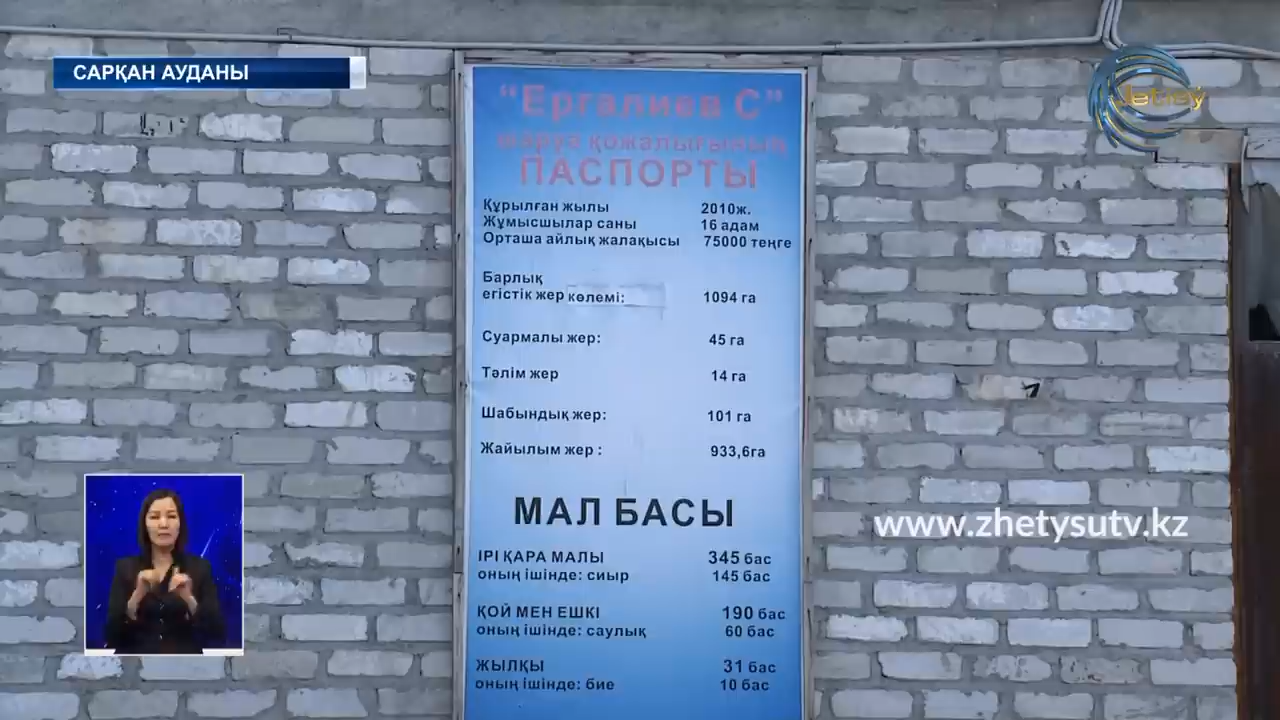 САРҚАН АУДАНЫ
Jetisý
"Ергалиев С"
шаруа қожалығының
ПАСПОРТЫ
Құрылған жылы 2010ж.
Жұмысшылар саны 16 адам
Орташа айлық жалақысы 75000 теңге
Барлық
егістік жер көлемі: 1094 га
Суармалы жер: 45 га
Тәлім жер 14 га
Шабындық жер: 101 га
Жайылым жер : 933,6га
МАЛ БАСЫ
ІРІ ҚАРА МАЛЫ 345 бас
оның ішінде: сиыр 145 бас
ҚОЙ МЕН ЕШКІ 190 бас
оның ішінде: саулық 60 бас
ЖЫЛҚЫ 31 бас
оның ішінде: бие 10 бас
www.zhetysutv.kz